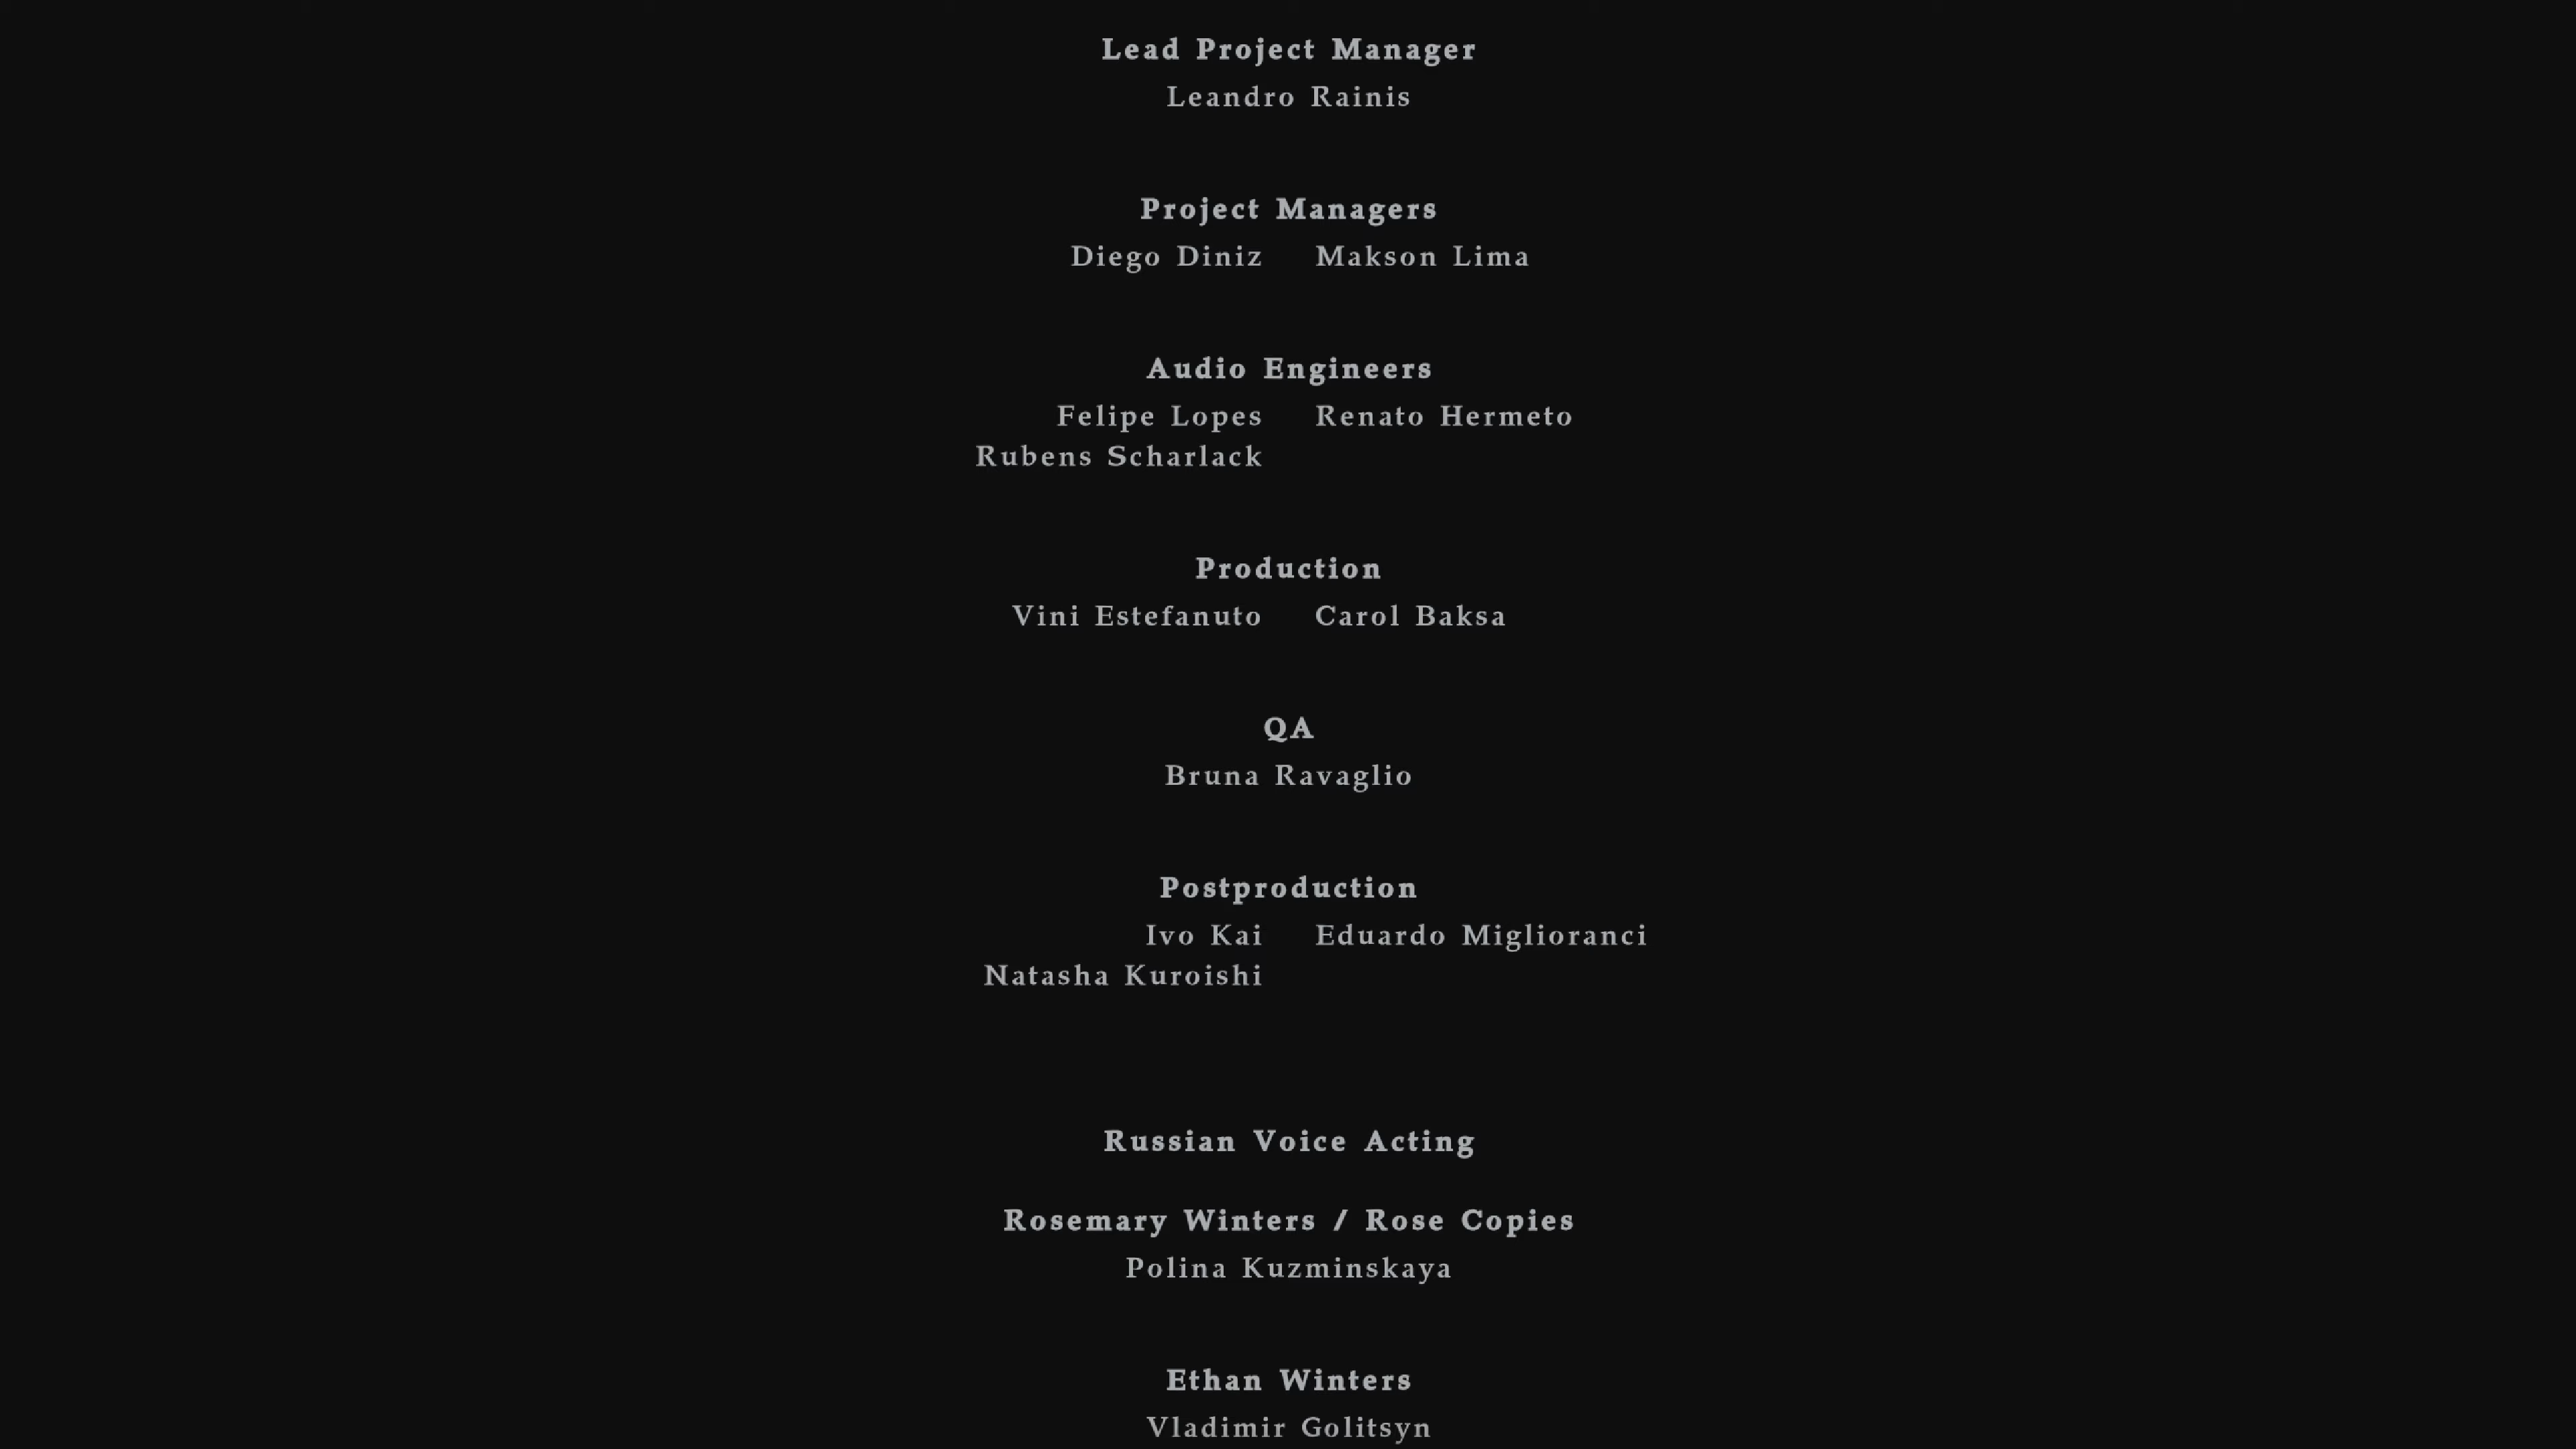 Lead Project Manager
Leandro Rainis
Project Managers
Diego Diniz Makson Lima
Audio Engineers
Felipe Lopes Renato Hermeto
Rubens Scharlack
Production
Vini Estefanuto Carol Baksa
QA
Bruna Ravaglio
Postproduction
Ivo Kai Eduardo Miglioranci
Natasha Kuroishi
Russian Voice Acting
Rosemary Winters / Rose Copies
Polina Kuzminskaya
Ethan Winters
Vladimir Golitsyn